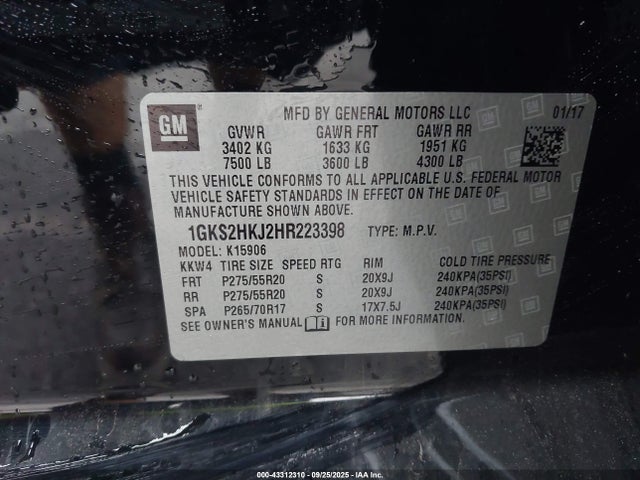 GM
MFD BY GENERAL MOTORS LLC 01/17
GVWR GAWR FRT GAWR RR
3402 KG 1633 KG 1951 KG
7500 LB 3600 LB 4300 LB
THIS VEHICLE CONFORMS TO ALL APPLICABLE U.S. FEDERAL MOTOR
VEHICLE SAFETY STANDARDS IN EFFECT ON THE DATE OF
MANUFACTURE SHOWN ABOVE.
1GKS2HKJ2HR223398 TYPE: M.P.V.
MODEL: K15906
KKW4 TIRE SIZE SPEED RTG RIM COLD TIRE PRESSURE
FRT P275/55R20 S 20X9J 240KPA(35PSI)
RR P275/55R20 S 20X9J 240KPA(35PSI)
SPA P265/70R17 S 17X7.5J 240KPA(35PSI)
SEE OWNER'S MANUAL FOR MORE INFORMATION.
000-43312310 - 09/25/2025 - IAA Inc.